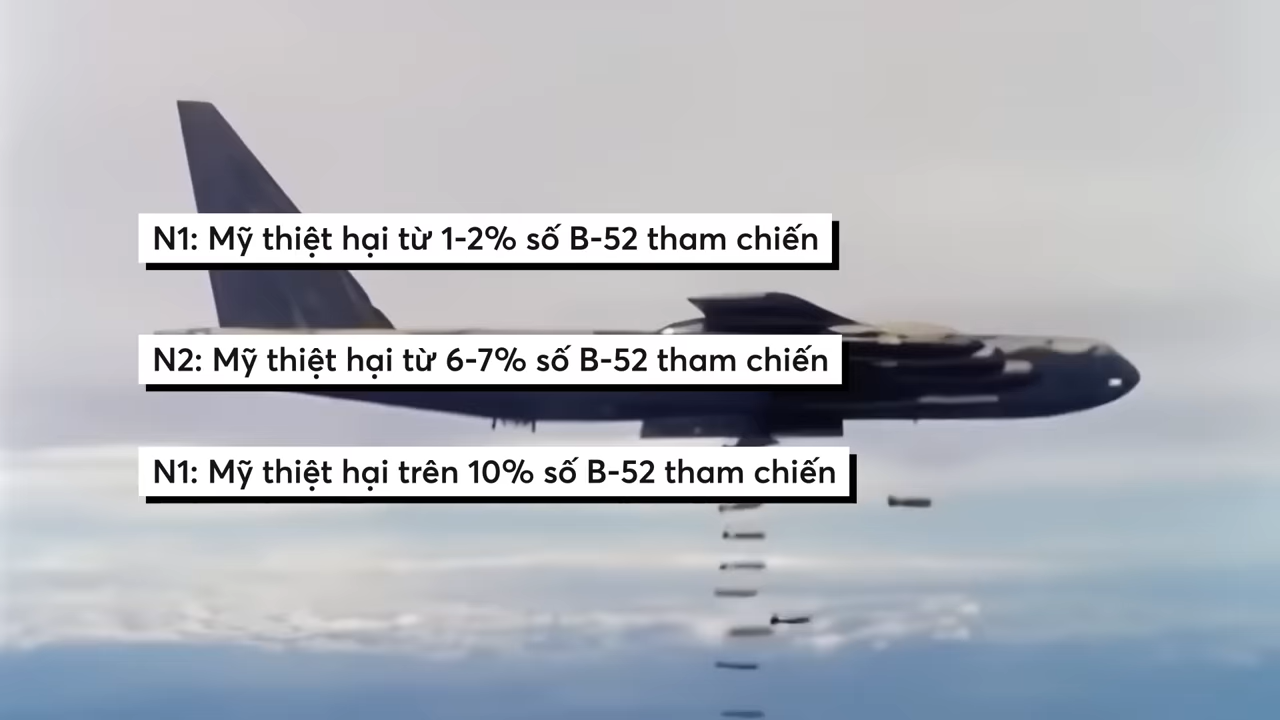 N1: Mỹ thiệt hại từ 1-2% số B-52 tham chiến
N2: Mỹ thiệt hại từ 6-7% số B-52 tham chiến
N1: Mỹ thiệt hại trên 10% số B-52 tham chiến